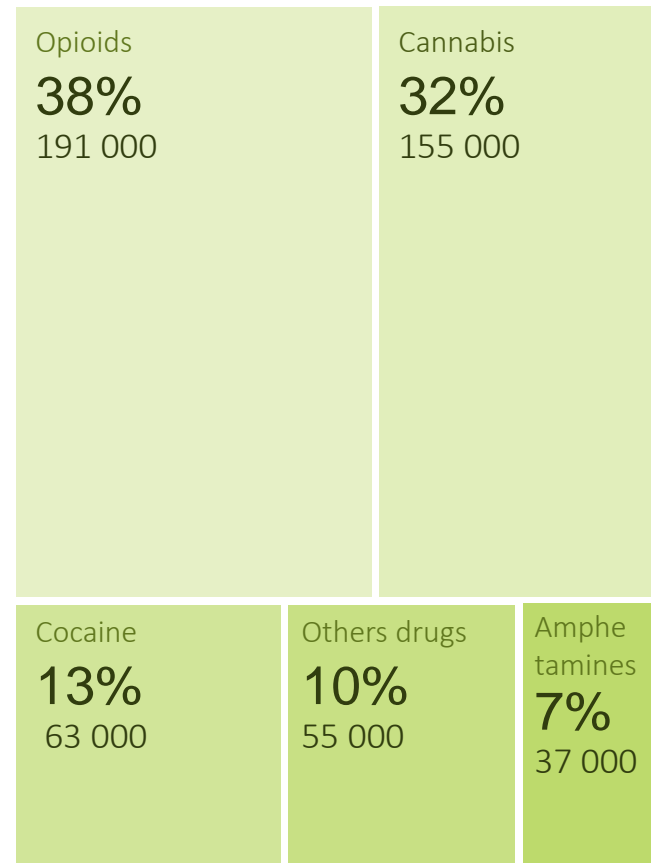 Opioids
38%
191 000
Cannabis
32%
155 000
Cocaine
13%
63 000
Others drugs
10%
55 000
Amphe
tamines
7%
37 000